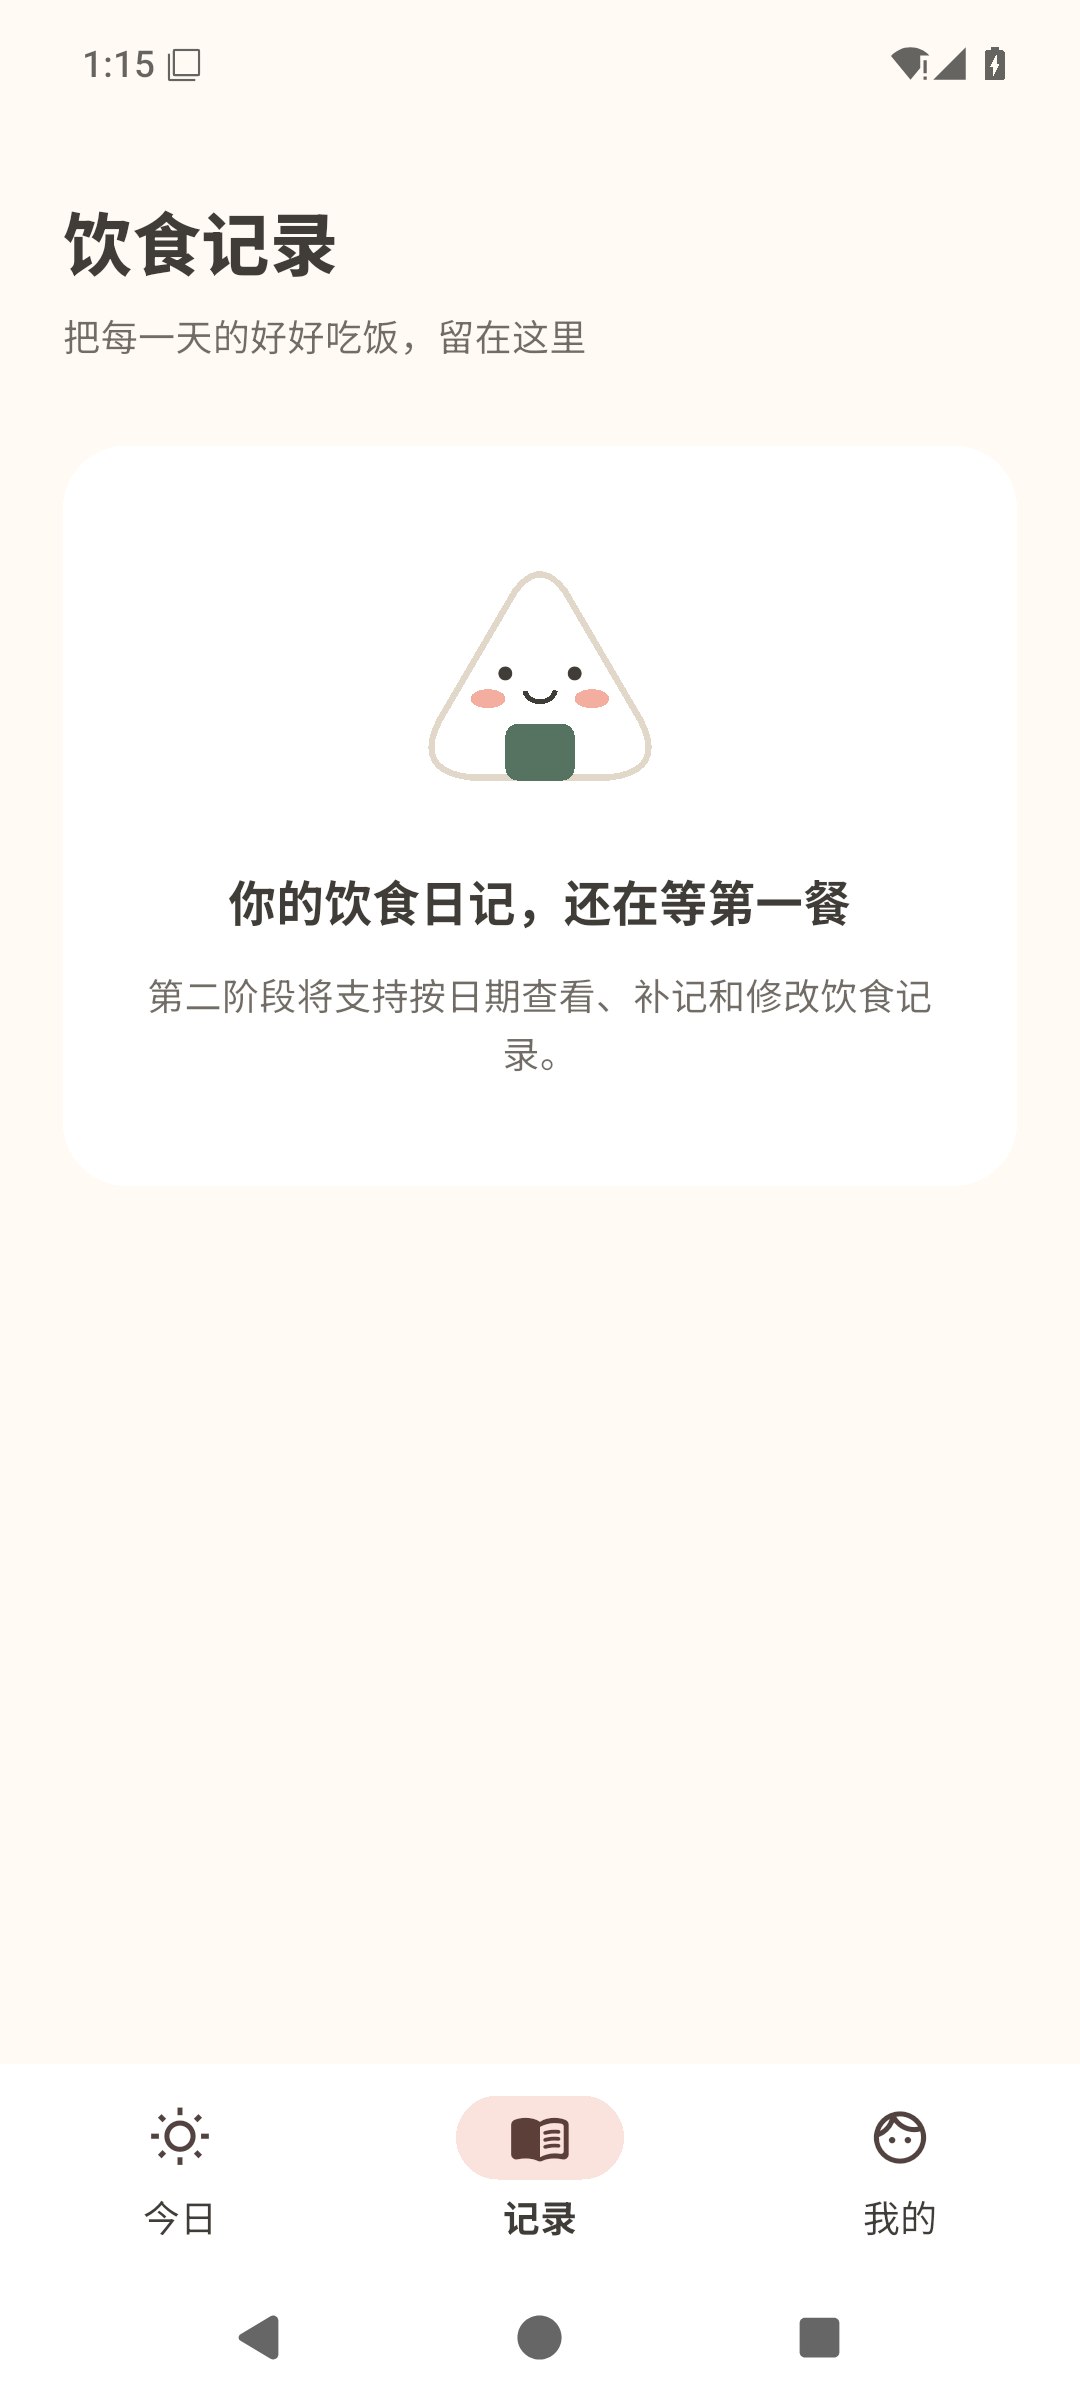 1:15
饮食记录
把每一天的好好吃饭，留在这里
你的饮食日记，还在等第一餐
第二阶段将支持按日期查看、补记和修改饮食记
录。
今日
记录
我的